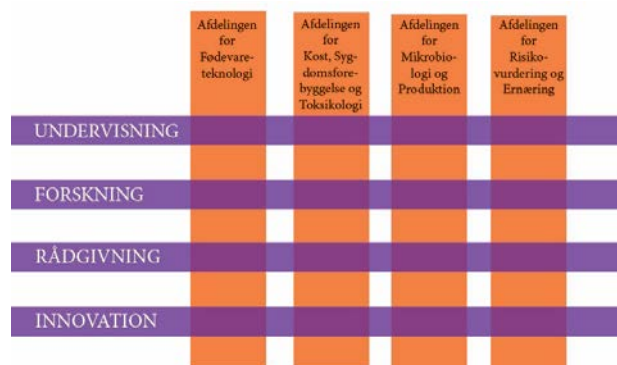 Afdelingen
for
Fødevare-
teknologi
Afdelingen
for
Kost, Syg-
domsfore-
byggelse og
Toksikologi
Afdelingen
for
Mikrobio-
logi og
Produktion
Afdelingen
for
Risiko-
vurdering og
Ernæring
UNDERVISNING
FORSKNING
RÅDGIVNING
INNOVATION